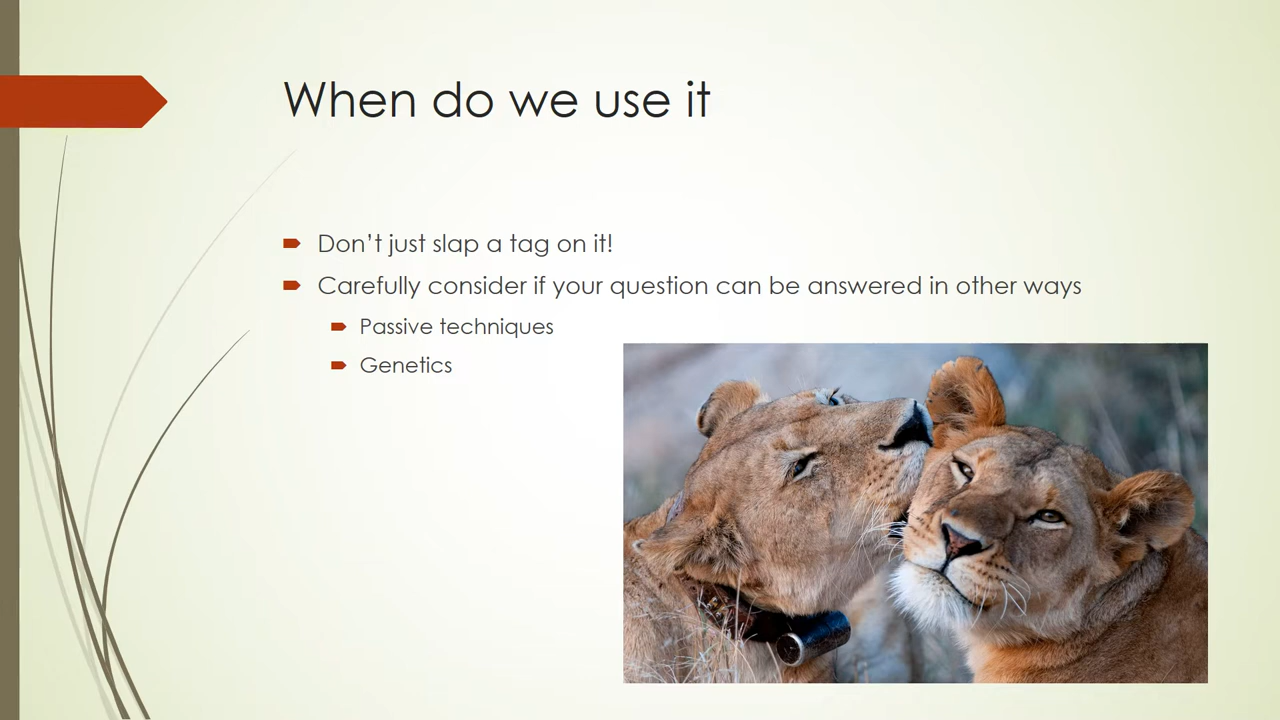 When do we use it
Don't just slap a tag on it!
Carefully consider if your question can be answered in other ways
Passive techniques
Genetics